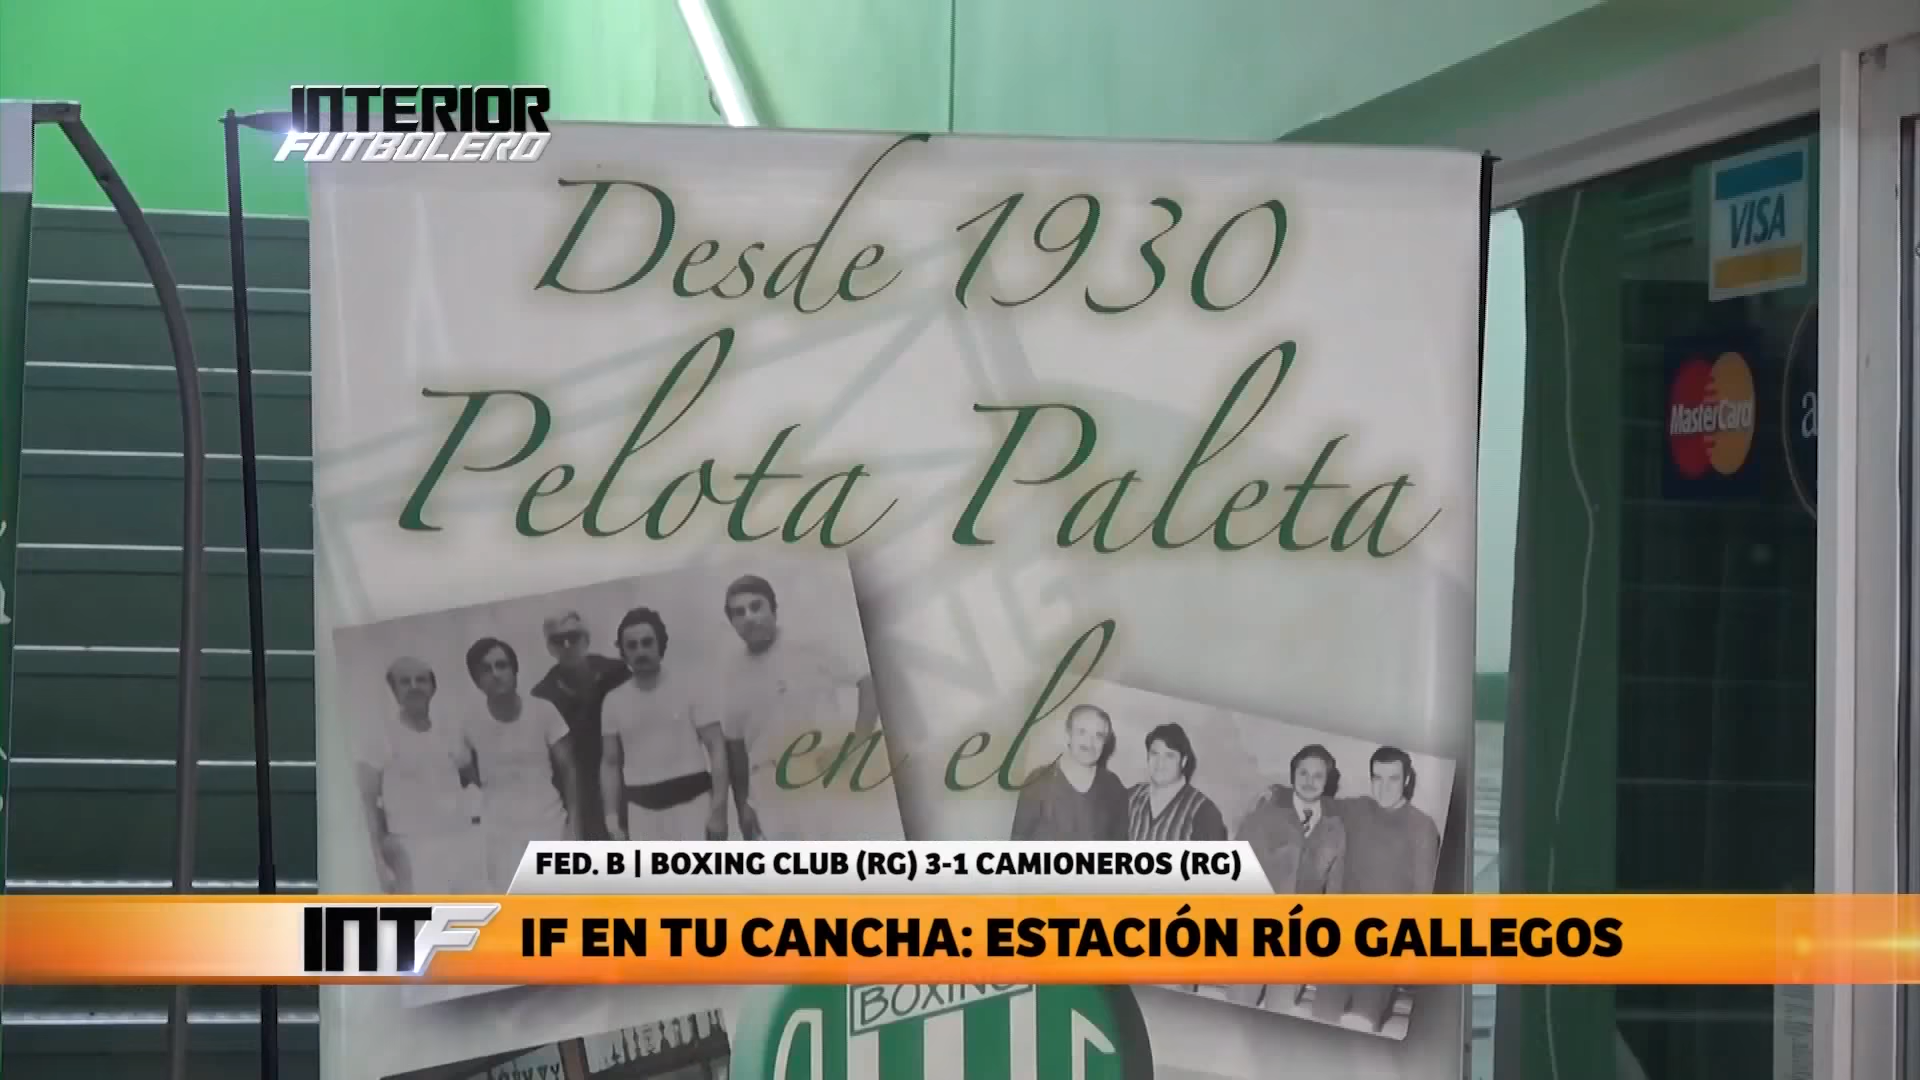 INTERIOR
FUTBOLERO
Desde 1930
Pelota Paleta
en el
VISA
MasterCard
FED. B | BOXING CLUB (RG) 3-1 CAMIONEROS (RG)
INTF
IF EN TU CANCHA: ESTACIÓN RÍO GALLEGOS
BOXING